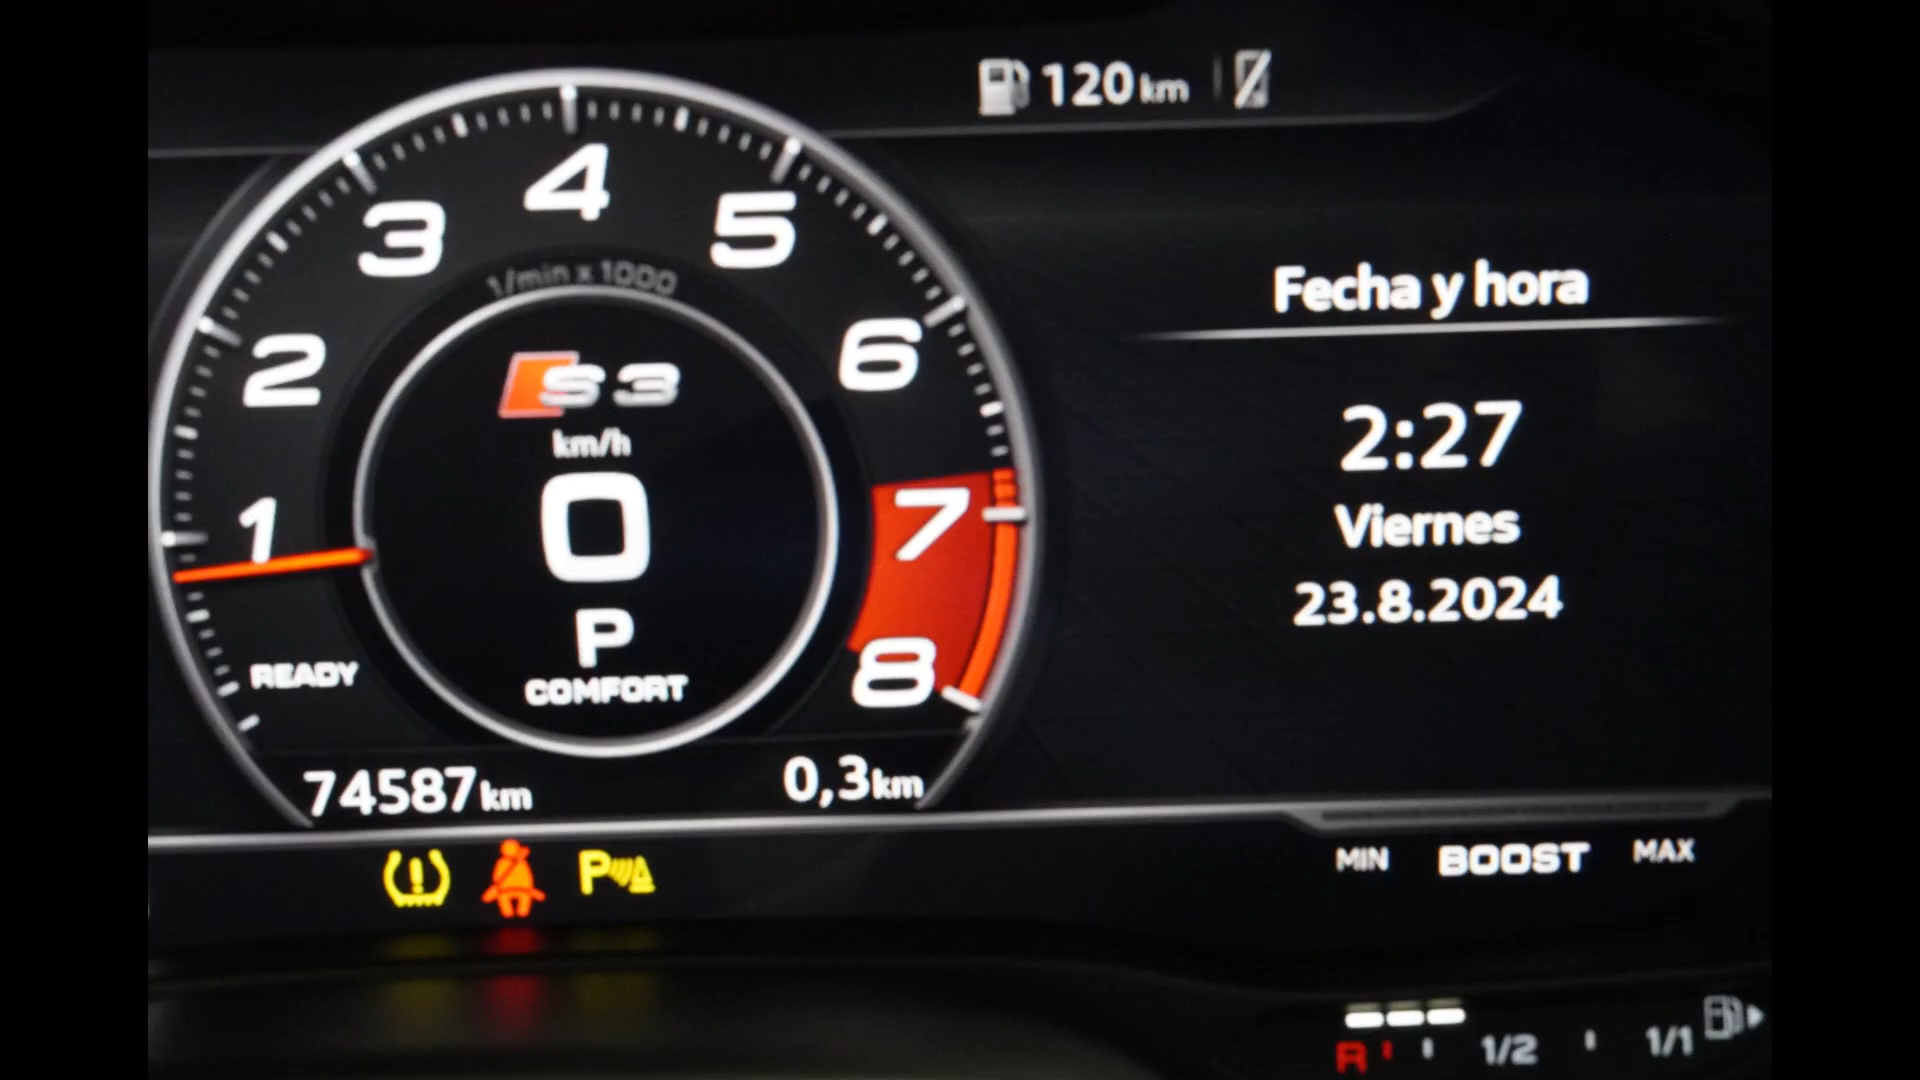 120 km
4
3
5
1/min x 1000
2
6
S3
km/h
1
0
7
P
READY
COMFORT
8
74587 km
0,3 km
Fecha y hora
2:27
Viernes
23.8.2024
P
MIN BOOST MAX
R 1/2 1/1